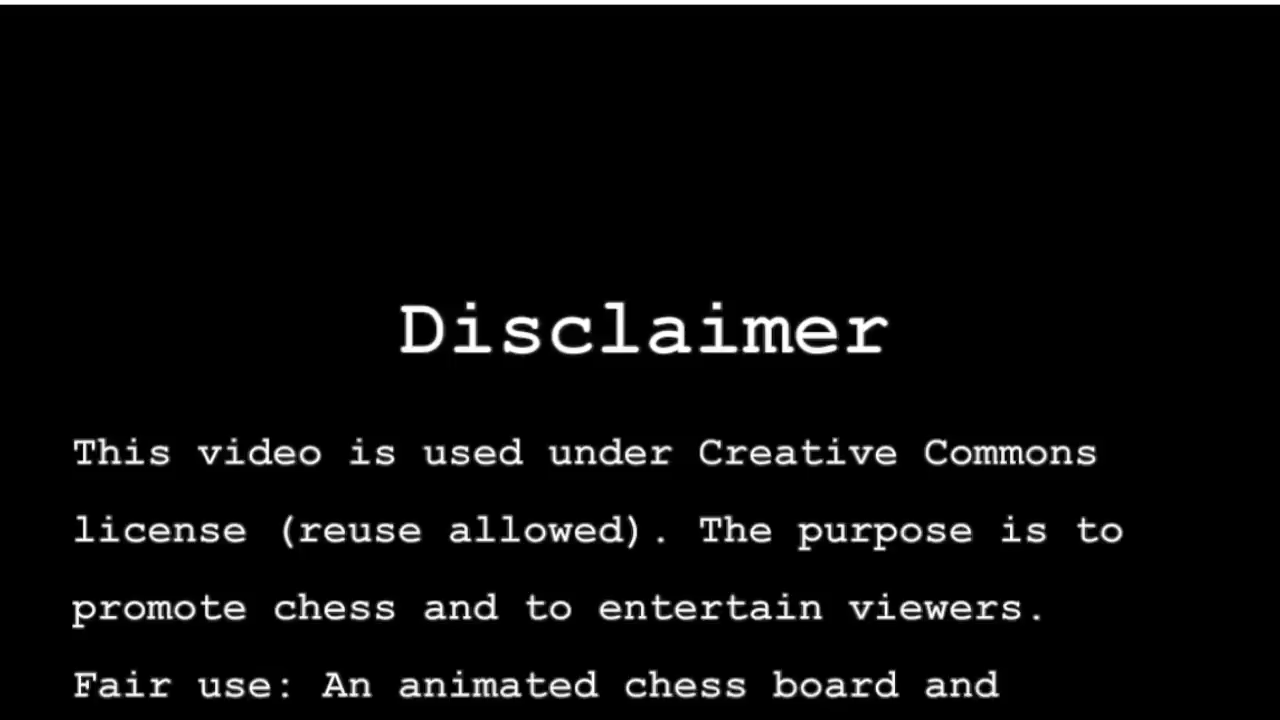 Disclaimer
This video is used under Creative Commons
license (reuse allowed). The purpose is to
promote chess and to entertain viewers.
Fair use: An animated chess board and